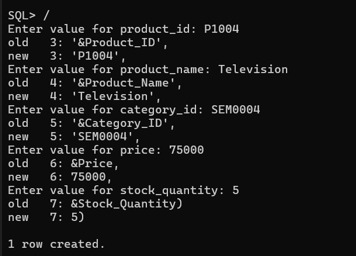 SQL> /
Enter value for product_id: P1004
old   3: '&Product_ID',
new   3: 'P1004',
Enter value for product_name: Television
old   4: '&Product_Name',
new   4: 'Television',
Enter value for category_id: SEM0004
old   5: '&Category_ID',
new   5: 'SEM0004',
Enter value for price: 75000
old   6: &Price,
new   6: 75000,
Enter value for stock_quantity: 5
old   7: &Stock_Quantity)
new   7: 5)
1 row created.